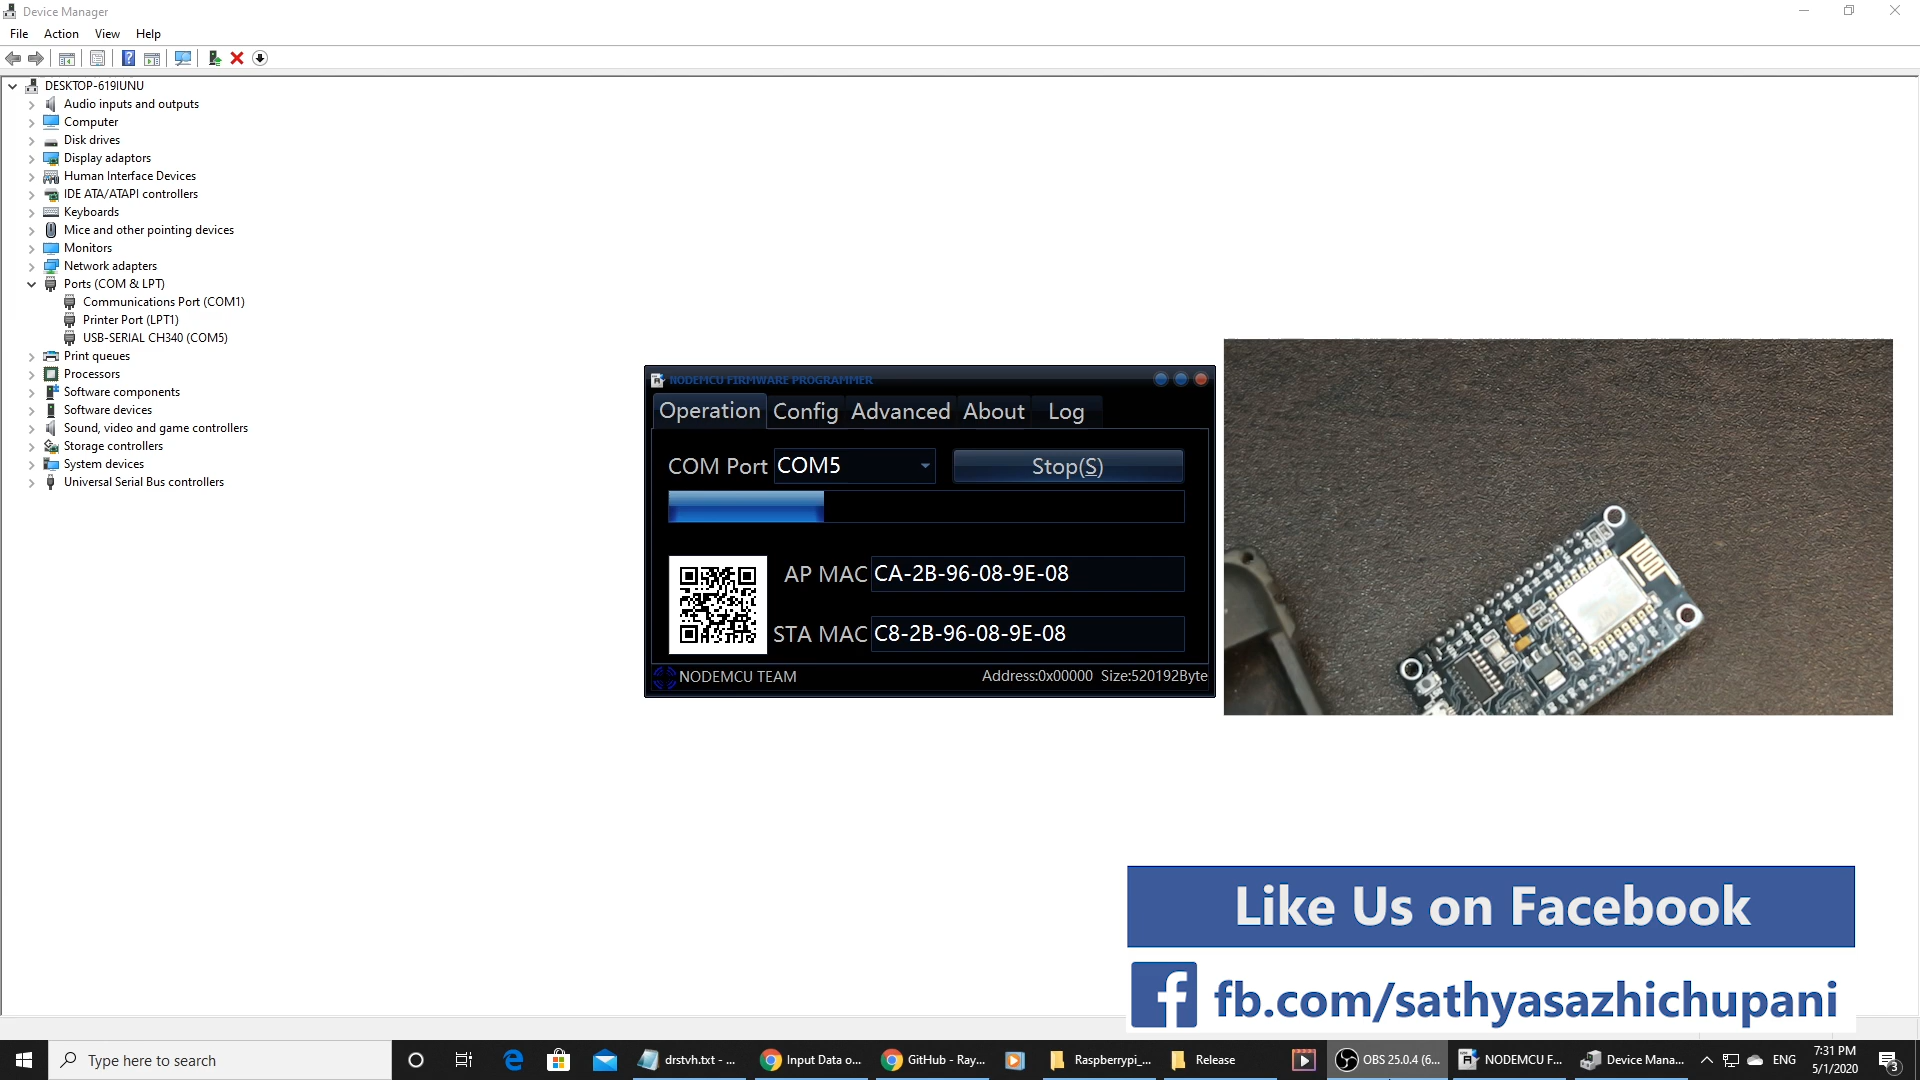 Device Manager
File Action View Help
DESKTOP-619IUNU
Audio inputs and outputs
Computer
Disk drives
Display adaptors
Human Interface Devices
IDE ATA/ATAPI controllers
Keyboards
Mice and other pointing devices
Monitors
Network adapters
Ports (COM & LPT)
Communications Port (COM1)
Printer Port (LPT1)
USB-SERIAL CH340 (COM5)
Print queues
Processors
Software components
Software devices
Sound, video and game controllers
Storage controllers
System devices
Universal Serial Bus controllers
NODEMCU FIRMWARE PROGRAMMER
Operation Config Advanced About Log
COM Port COM5 Stop(S)
AP MAC CA-2B-96-08-9E-08
STA MAC C8-2B-96-08-9E-08
NODEMCU TEAM Address:0x00000 Size:520192Byte
Like Us on Facebook
fb.com/sathyasazhichupani
Type here to search drstvh.txt - ... Input Data o... GitHub - Ray... Raspberrypi_... Release OBS 25.0.4 (6... NODEMCU F... Device Mana... ENG 7:31 PM
5/1/2020 3